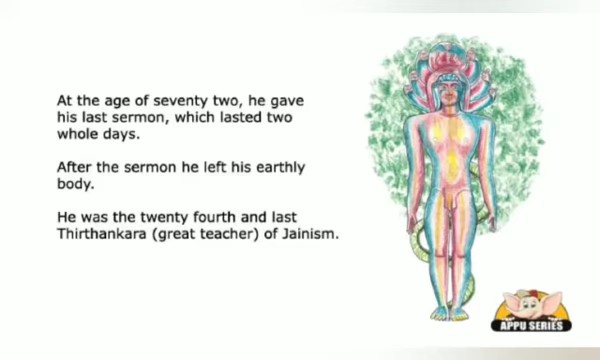 At the age of seventy two, he gave
his last sermon, which lasted two
whole days.
After the sermon he left his earthly
body.
He was the twenty fourth and last
Thirthankara (great teacher) of Jainism.
APPU SERIES